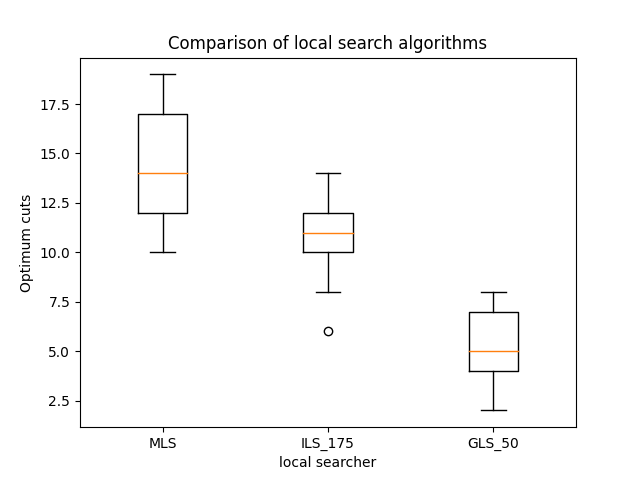 Comparison of local search algorithms
Optimum cuts
17.5
15.0
12.5
10.0
7.5
5.0
2.5
MLS
ILS_175
GLS_50
local searcher